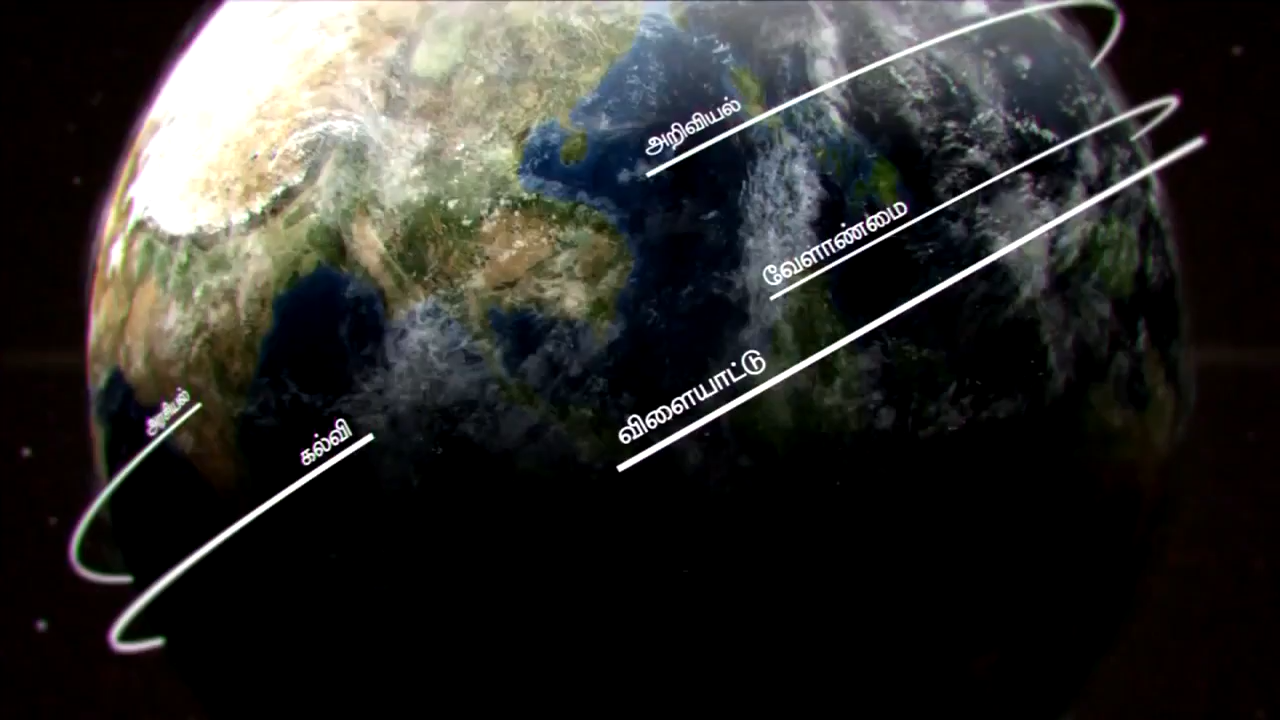 அறிவியல்
வேளாண்மை
விளையாட்டு
அரசியல்
கல்வி